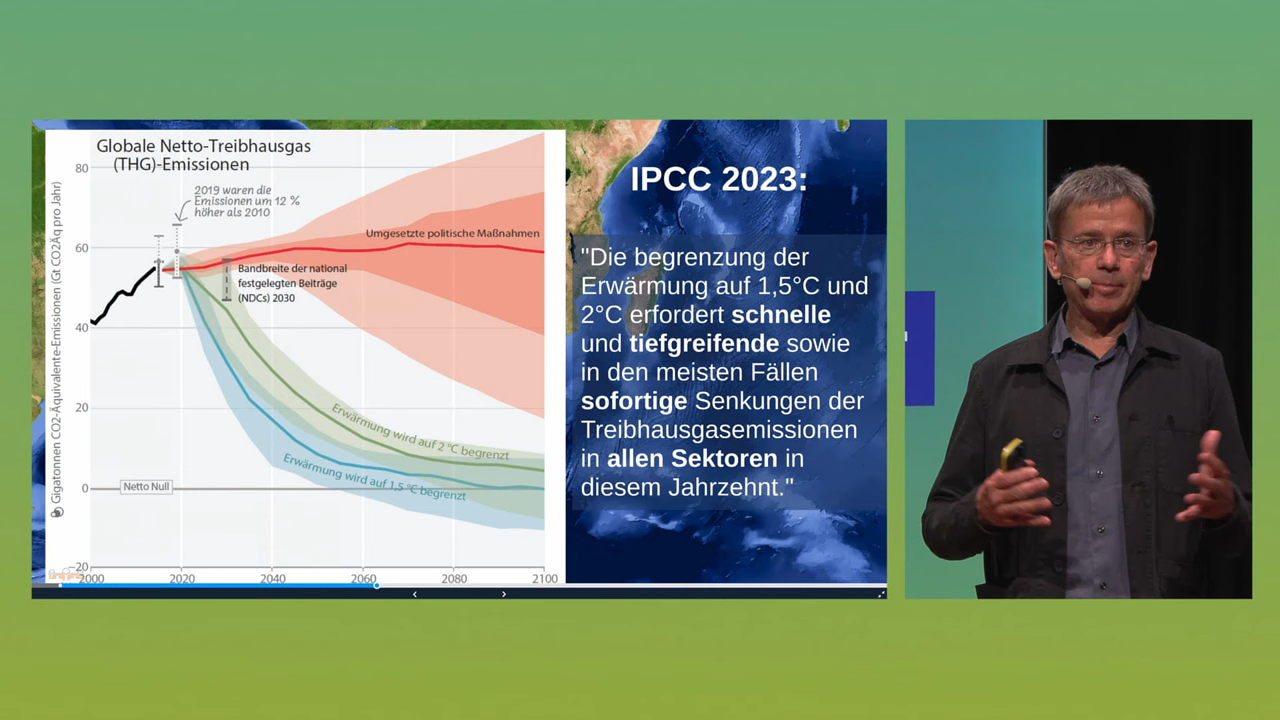 Globale Netto-Treibhausgas
(THG)-Emissionen
Gigatonnen CO2-Äquivalente-Emissionen (Gt CO2Äq pro Jahr)
80
60
40
20
0
-20
2019 waren die
Emissionen um 12 %
höher als 2010
Umgesetzte politische Maßnahmen
Bandbreite der national
festgelegten Beiträge
(NDCs) 2030
Erwärmung wird auf 2 °C begrenzt
Erwärmung wird auf 1,5 °C begrenzt
Netto Null
2000 2020 2040 2060 2080 2100
IPCC 2023:
"Die begrenzung der
Erwärmung auf 1,5°C und
2°C erfordert schnelle
und tiefgreifende sowie
in den meisten Fällen
sofortige Senkungen der
Treibhausgasemissionen
in allen Sektoren in
diesem Jahrzehnt."